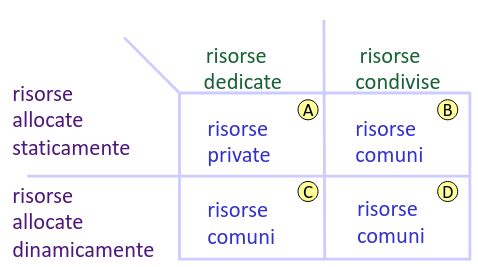 risorse
dedicate
risorse
condivise
risorse
allocate
staticamente
A
risorse
private
B
risorse
comuni
risorse
allocate
dinamicamente
C
risorse
comuni
D
risorse
comuni